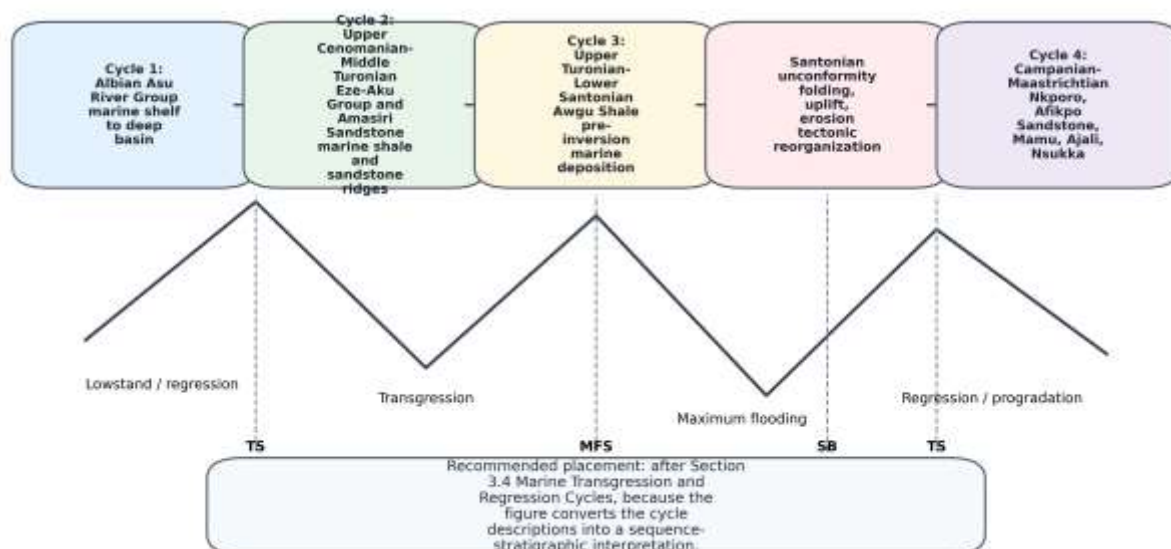 Cycle 1:
Albian Asu
River Group
marine shelf
to deep
basin
Cycle 2:
Upper
Cenomanian-
Middle
Turonian
Eze-Aku
Group and
Amasiri
Sandstone
marine shale
and
sandstone
ridges
Cycle 3:
Upper
Turonian-
Lower
Santonian
Awgu Shale
pre-
inversion
marine
deposition
Santonian
unconformity
folding,
uplift,
erosion
tectonic
reorganization
Cycle 4:
Campanian-
Maastrichtian
Nkporo,
Afikpo
Sandstone,
Mamu, Ajali,
Nsukka
Lowstand / regression
Transgression
Maximum flooding
Regression / progradation
TS
MFS
SB
TS
Recommended placement: after Section
3.4 Marine Transgression and
Regression Cycles, because the
figure converts the cycle
descriptions into a sequence-
stratigraphic interpretation.